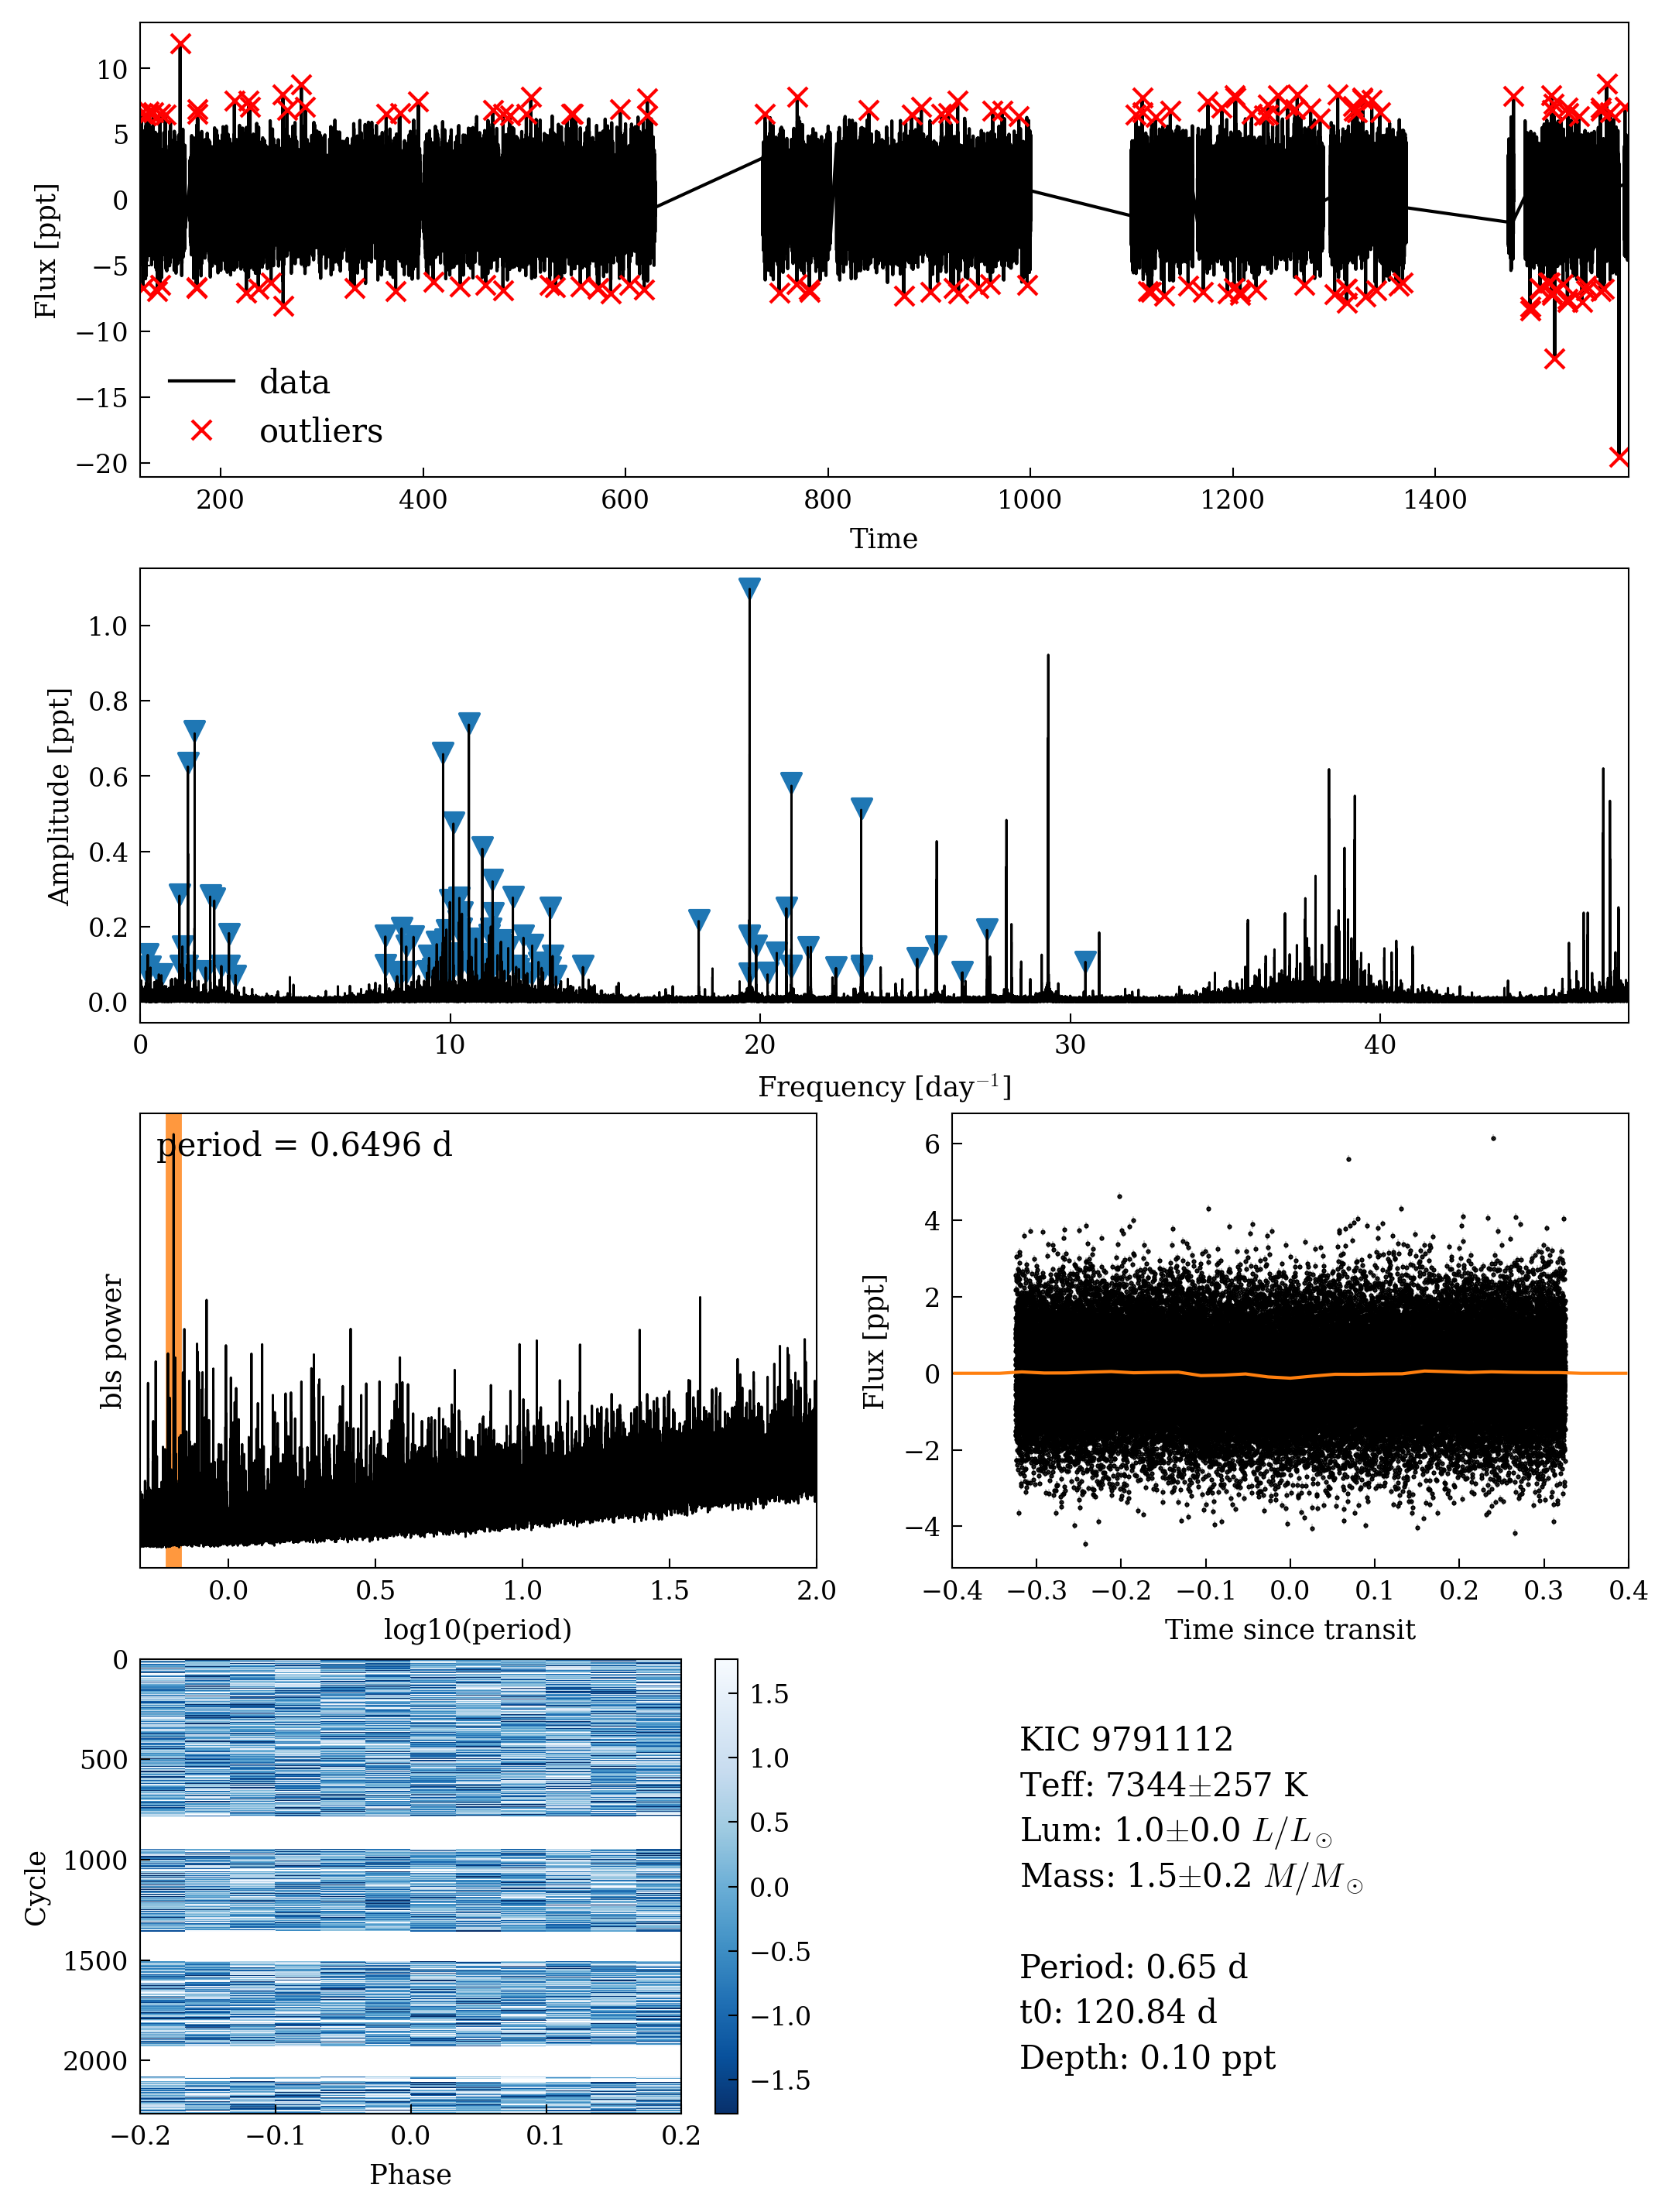 10
5
0
−5
−10
−15
−20
Flux [ppt]
data
outliers
200 400 600 800 1000 1200 1400
Time
1.0
0.8
0.6
0.4
0.2
0.0
Amplitude [ppt]
0 10 20 30 40
Frequency [day⁻¹]
period = 0.6496 d
bls power
0.0 0.5 1.0 1.5 2.0
log10(period)
6
4
2
0
−2
−4
Flux [ppt]
−0.4 −0.3 −0.2 −0.1 0.0 0.1 0.2 0.3 0.4
Time since transit
0
500
1000
1500
2000
Cycle
−0.2 −0.1 0.0 0.1 0.2
Phase
1.5
1.0
0.5
0.0
−0.5
−1.0
−1.5
KIC 9791112
Teff: 7344±257 K
Lum: 1.0±0.0 L/L⊙
Mass: 1.5±0.2 M/M⊙
Period: 0.65 d
t0: 120.84 d
Depth: 0.10 ppt